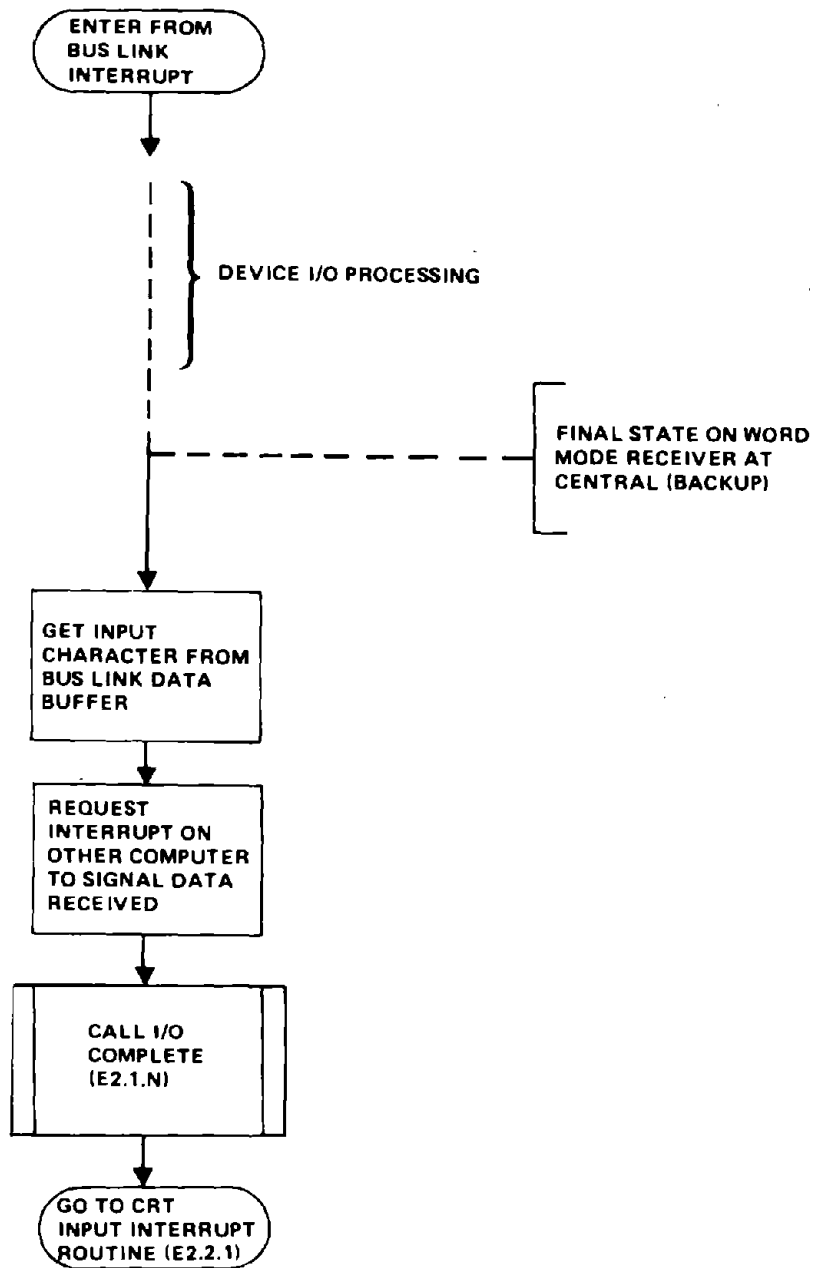 ENTER FROM
BUS LINK
INTERRUPT
DEVICE I/O PROCESSING
FINAL STATE ON WORD
MODE RECEIVER AT
CENTRAL (BACKUP)
GET INPUT
CHARACTER FROM
BUS LINK DATA
BUFFER
REQUEST
INTERRUPT ON
OTHER COMPUTER
TO SIGNAL DATA
RECEIVED
CALL I/O
COMPLETE
(E2.1.N)
GO TO CRT
INPUT INTERRUPT
ROUTINE (E2.2.1)